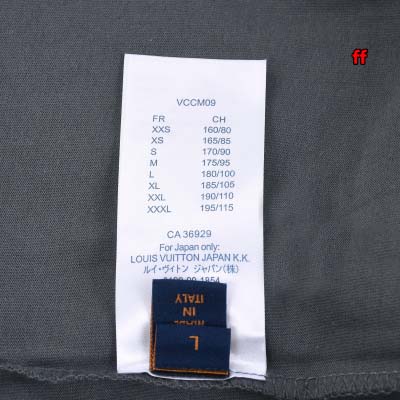 ff
VCCM09
FR CH
XXS 160/80
XS 165/85
S 170/90
M 175/95
L 180/100
XL 185/105
XXL 190/110
XXXL 195/115
CA 36929
For Japan only:
LOUIS VUITTON JAPAN K.K.
ルイ・ヴィトン ジャパン(株)
MADE
IN
ITALY
L